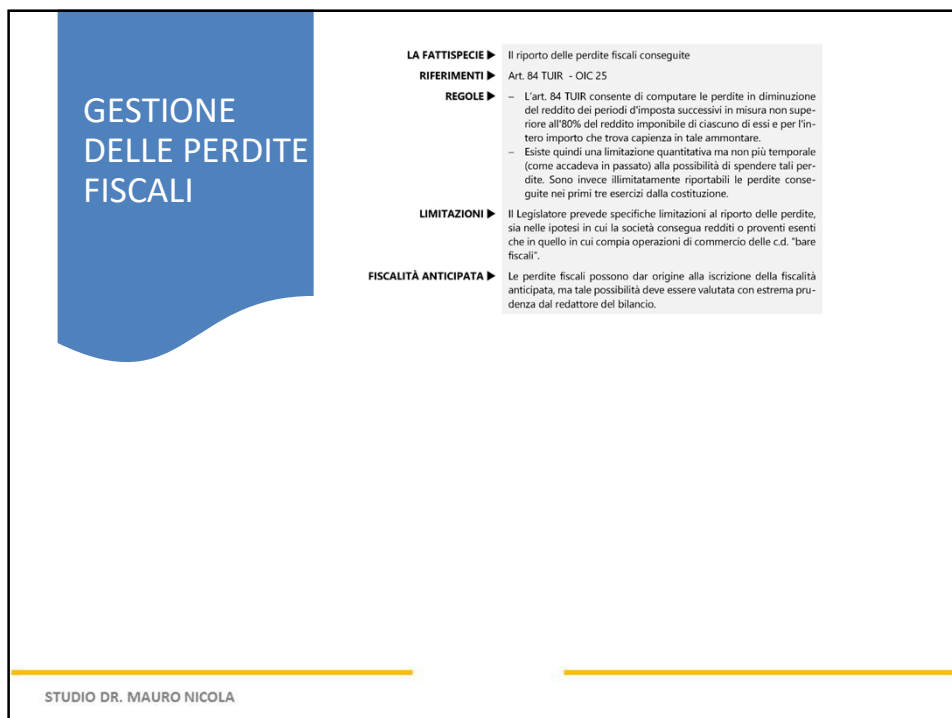 GESTIONE
DELLE PERDITE
FISCALI
LA FATTISPECIE ▶ Il riporto delle perdite fiscali conseguite
RIFERIMENTI ▶ Art. 84 TUIR - OIC 25
REGOLE ▶ – L'art. 84 TUIR consente di computare le perdite in diminuzione
del reddito dei periodi d'imposta successivi in misura non supe-
riore all'80% del reddito imponibile di ciascuno di essi e per l'in-
tero importo che trova capienza in tale ammontare.
– Esiste quindi una limitazione quantitativa ma non più temporale
(come accadeva in passato) alla possibilità di spendere tali per-
dite. Sono invece illimitatamente riportabili le perdite conse-
guite nei primi tre esercizi dalla costituzione.
LIMITAZIONI ▶ Il Legislatore prevede specifiche limitazioni al riporto delle perdite,
sia nelle ipotesi in cui la società consegua redditi o proventi esenti
che in quello in cui compia operazioni di commercio delle c.d. "bare
fiscali".
FISCALITÀ ANTICIPATA ▶ Le perdite fiscali possono dar origine alla iscrizione della fiscalità
anticipata, ma tale possibilità deve essere valutata con estrema pru-
denza dal redattore del bilancio.
STUDIO DR. MAURO NICOLA